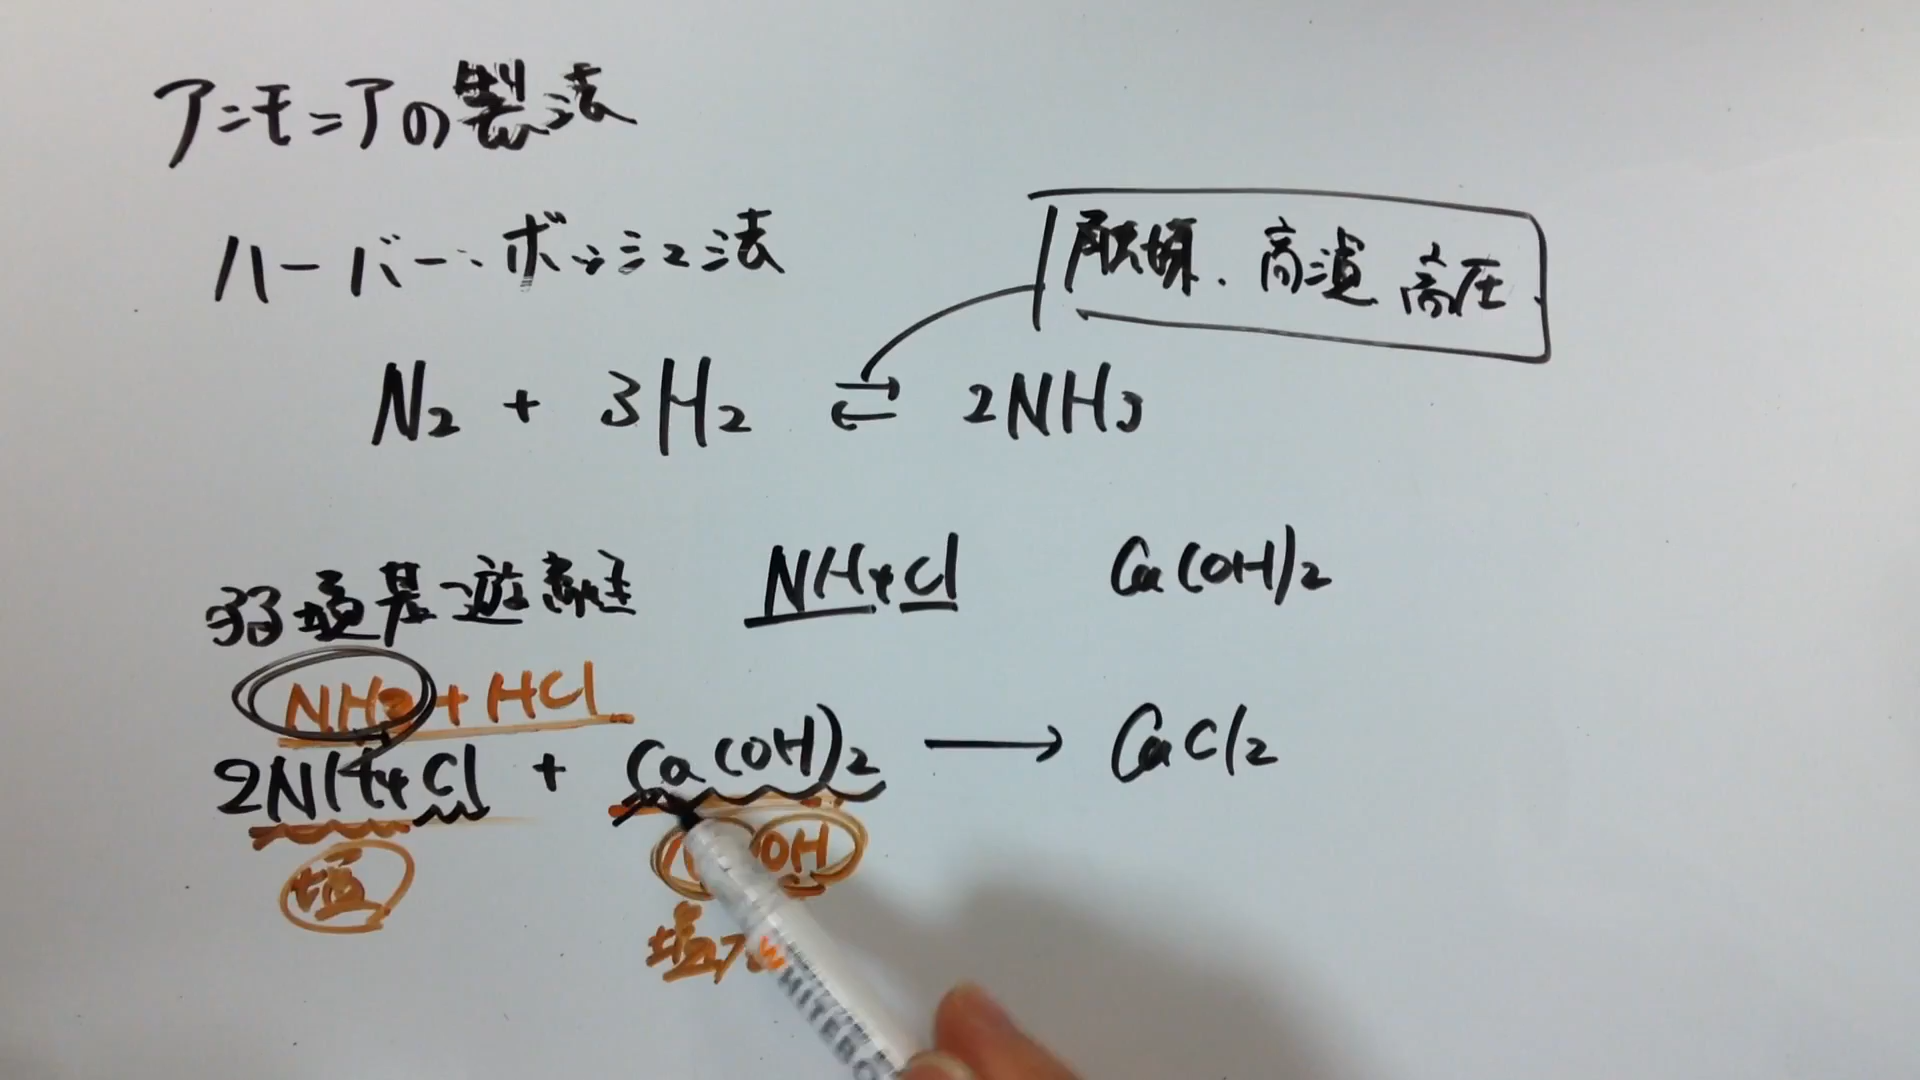 アンモニアの製法
ハーバー・ボッシュ法
触媒．高温 高圧
N₂ + 3H₂ ⇄ 2NH₃
弱塩基遊離 NH₄Cl Ca(OH)₂
NH₃ + HCl
2NH₄Cl + Ca(OH)₂ ⟶ CaCl₂
塩 OH
塩
WHITEBO